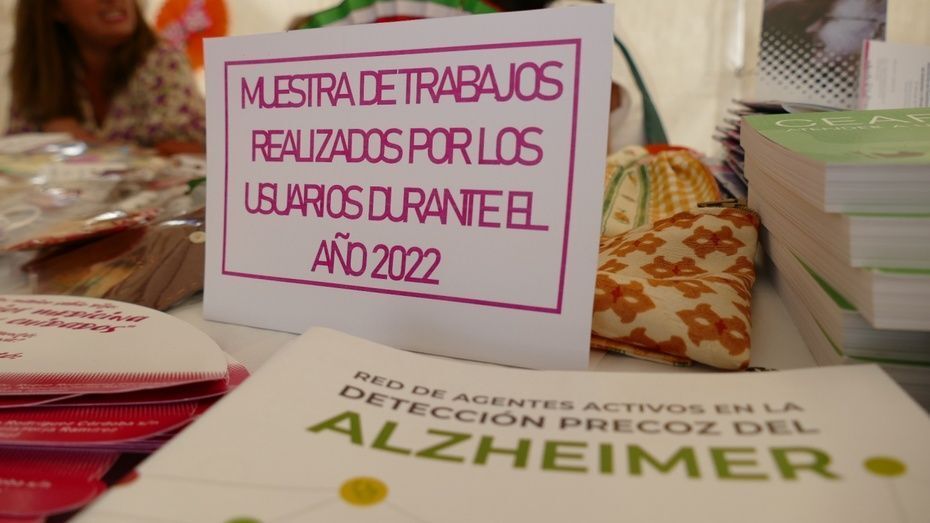 MUESTRA DE TRABAJOS
REALIZADOS POR LOS
USUARIOS DURANTE EL
AÑO 2022
RED DE AGENTES ACTIVOS EN LA
DETECCIÓN PRECOZ DEL
ALZHEIMER